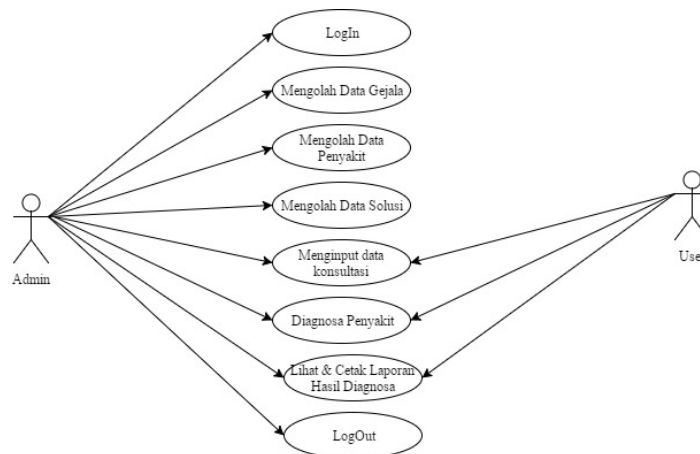 LogIn
Mengolah Data Gejala
Mengolah Data
Penyakit
Mengolah Data Solusi
Menginput data
konsultasi
Diagnosa Penyakit
Lihat & Cetak Laporan
Hasil Diagnosa
LogOut
Admin
Use